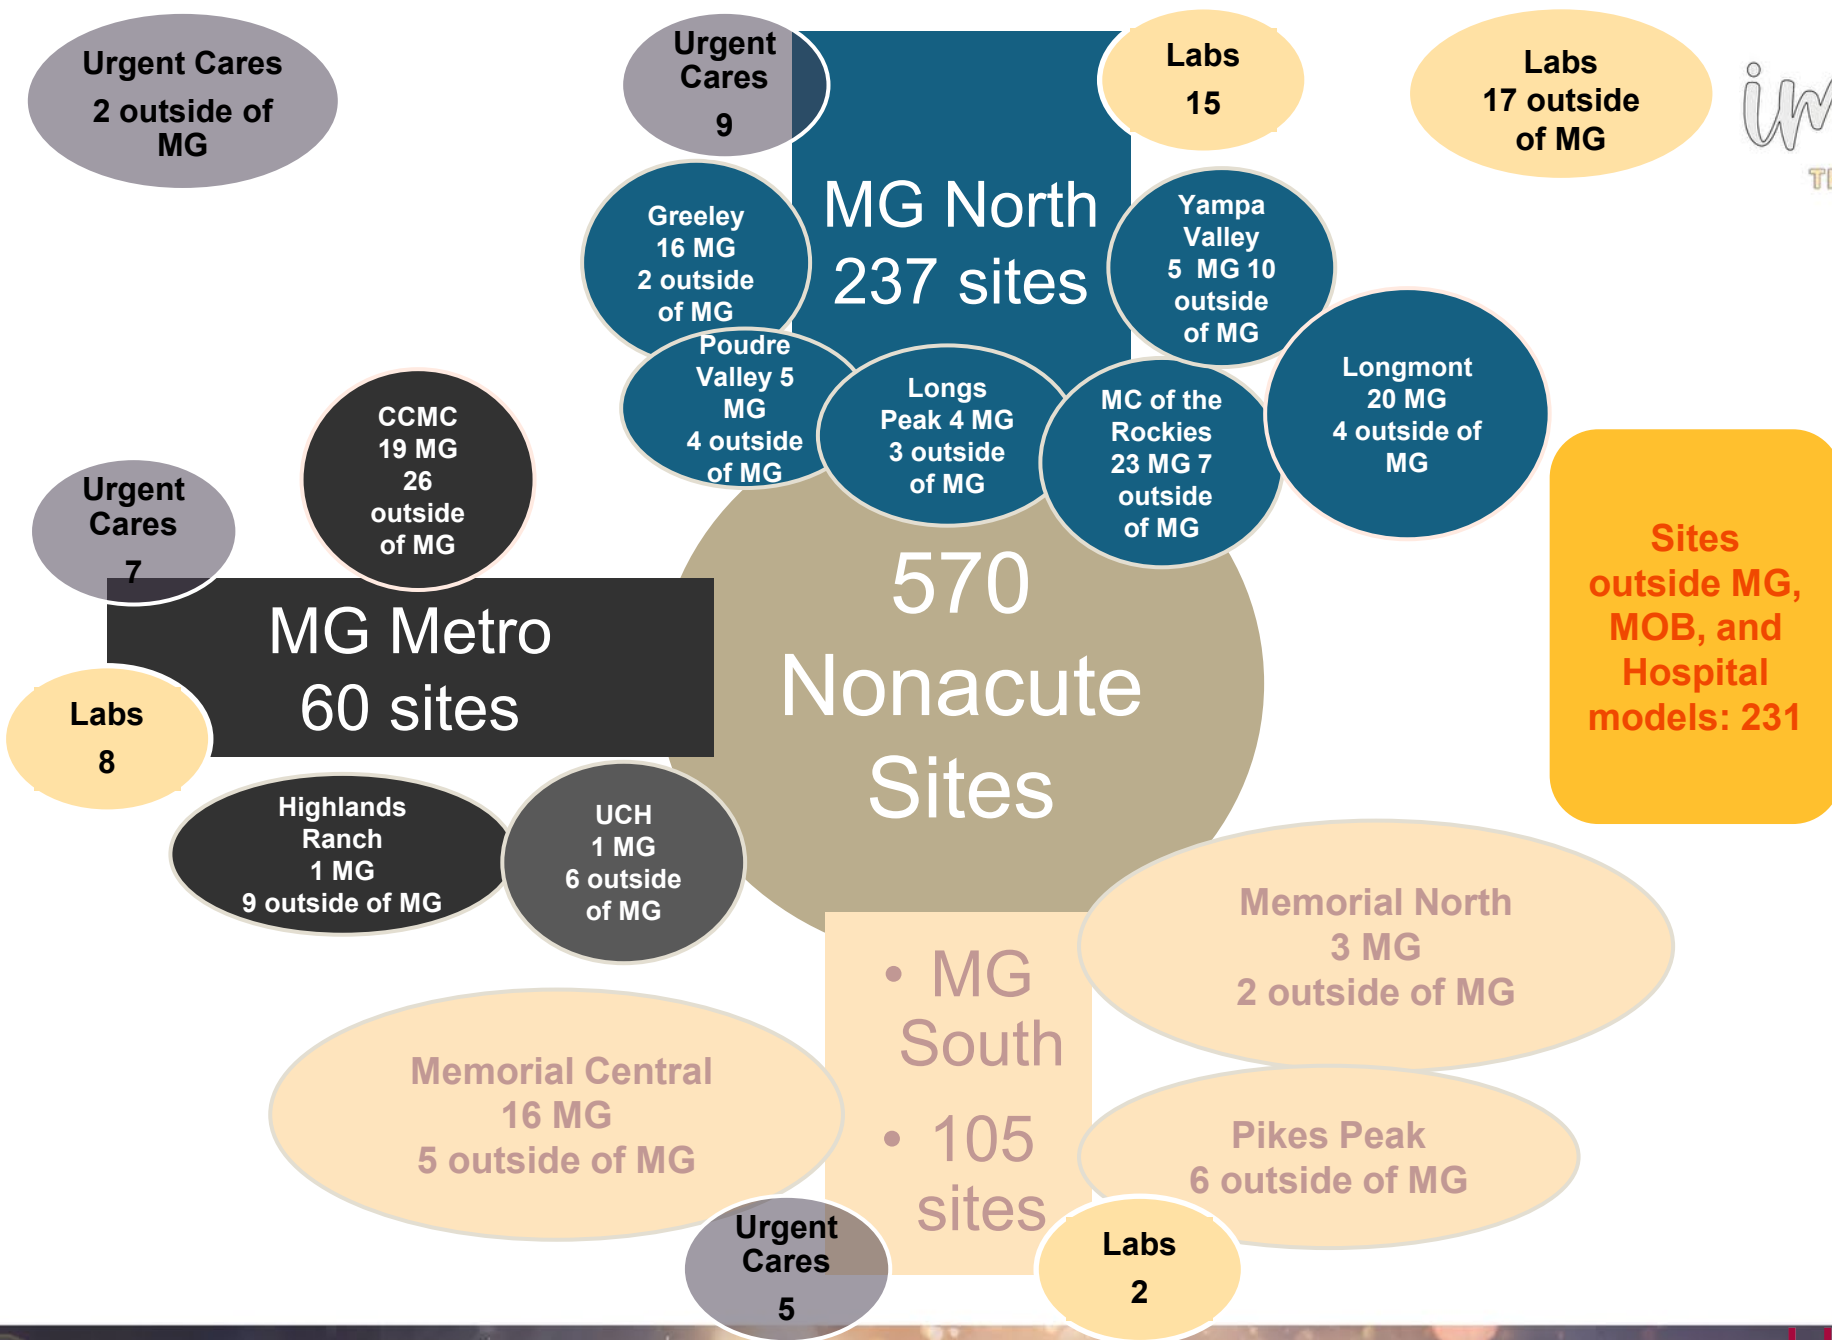 Urgent Cares
2 outside of
MG
Urgent
Cares
9
Labs
15
Labs
17 outside
of MG
MG North
237 sites
Greeley
16 MG
2 outside
of MG
Yampa
Valley
5 MG 10
outside
of MG
Poudre
Valley 5
MG
4 outside
of MG
Longs
Peak 4 MG
3 outside
of MG
MC of the
Rockies
23 MG 7
outside
of MG
Longmont
20 MG
4 outside of
MG
CCMC
19 MG
26
outside
of MG
Urgent
Cares
7
MG Metro
60 sites
Labs
8
570
Nonacute
Sites
Sites
outside MG,
MOB, and
Hospital
models: 231
Highlands
Ranch
1 MG
9 outside of MG
UCH
1 MG
6 outside
of MG
• MG
South
• 105
sites
Memorial North
3 MG
2 outside of MG
Memorial Central
16 MG
5 outside of MG
Pikes Peak
6 outside of MG
Urgent
Cares
5
Labs
2